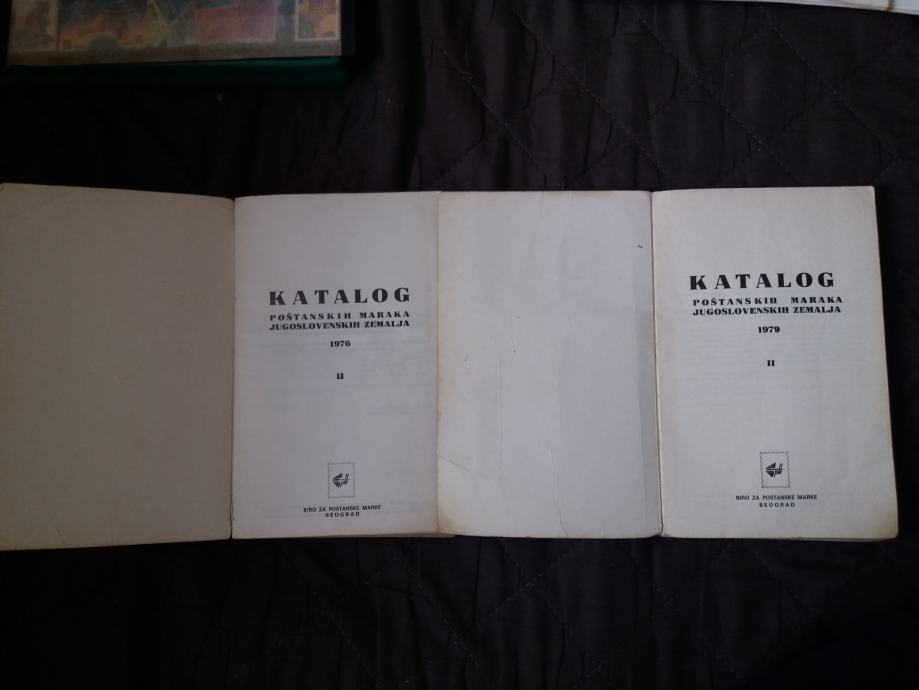 KATALOG
POŠTANSKIH MARAKA
JUGOSLOVENSKIH ZEMALJA
1976
II
BIRO ZA POŠTANSKE MARKE
BEOGRAD
KATALOG
POŠTANSKIH MARAKA
JUGOSLOVENSKIH ZEMALJA
1979
II
BIRO ZA POŠTANSKE MARKE
BEOGRAD